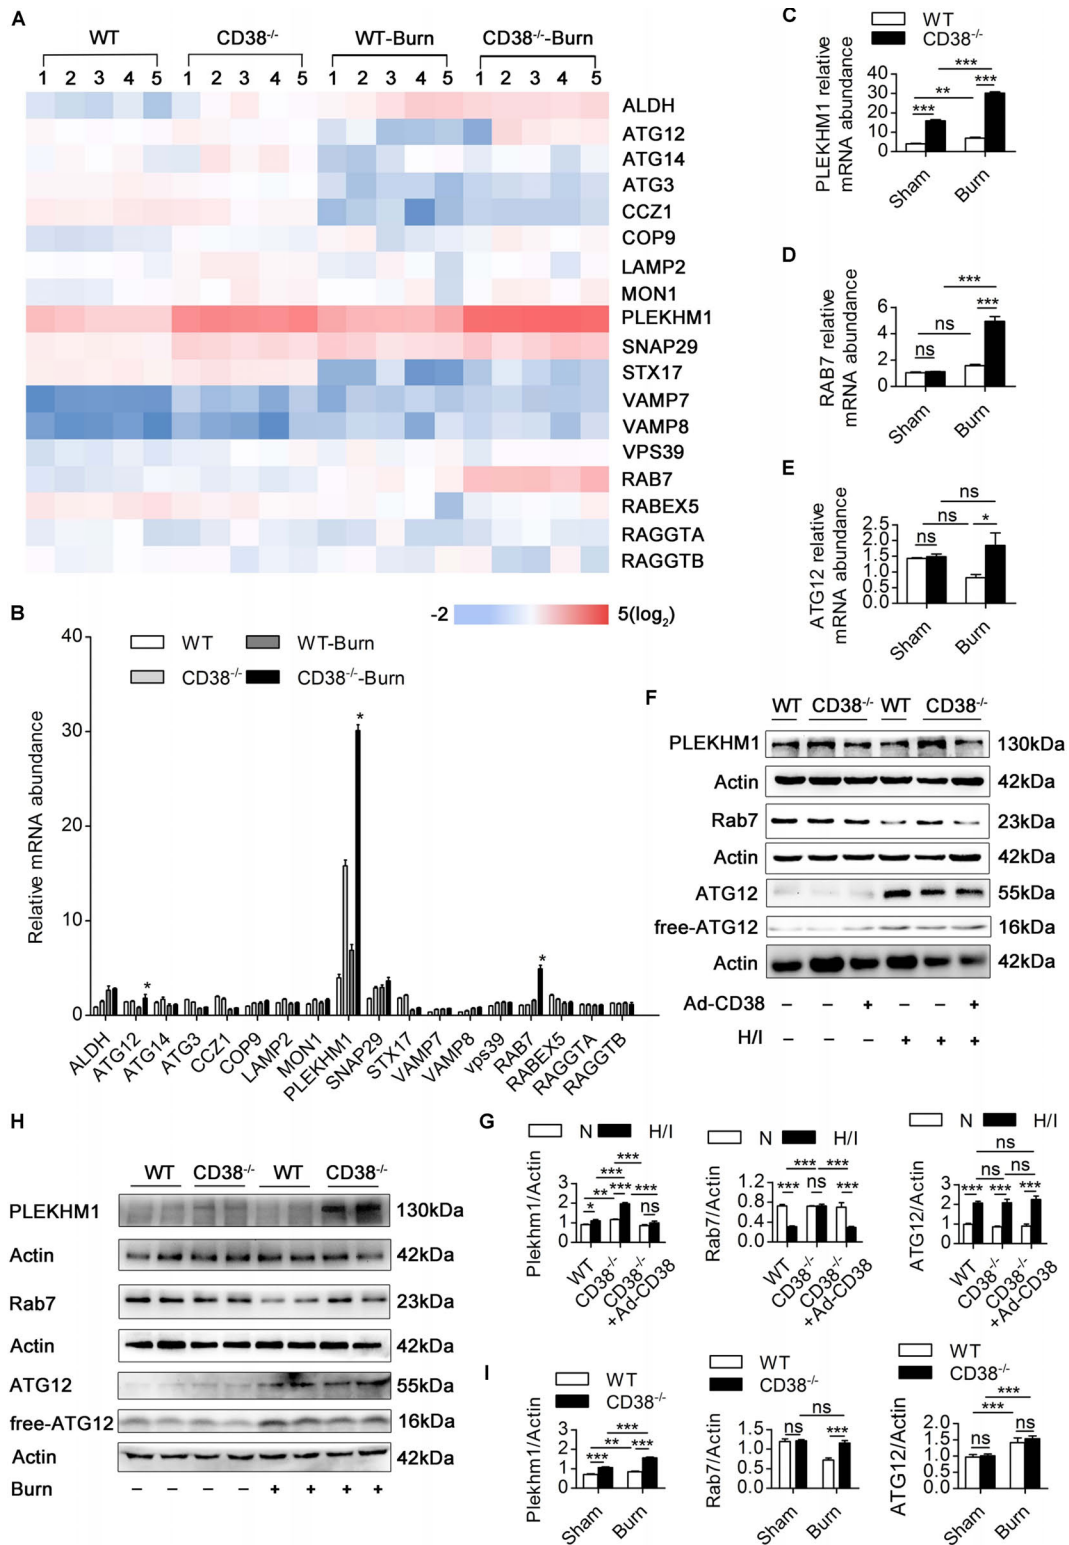 A
WT CD38-/- WT-Burn CD38-/--Burn
1 2 3 4 5 1 2 3 4 5 1 2 3 4 5 1 2 3 4 5
ALDH
ATG12
ATG14
ATG3
CCZ1
COP9
LAMP2
MON1
PLEKHM1
SNAP29
STX17
VAMP7
VAMP8
VPS39
RAB7
RABEX5
RAGGTA
RAGGTB
-2 5(log2)
B
WT WT-Burn
CD38-/- CD38-/--Burn
Relative mRNA abundance
40
30
20
10
0
* * *
ALDH ATG12 ATG14 ATG3 CCZ1 COP9 LAMP2 MON1 PLEKHM1 SNAP29 STX17 VAMP7 VAMP8 vps39 RAB7 RABEX5 RAGGTA RAGGTB
C
WT
CD38-/-
PLEKHM1 relative
mRNA abundance
40
30
20
10
0
***
** ***
***
Sham Burn
D
RAB7 relative
mRNA abundance
6
4
2
0
***
ns ***
ns
Sham Burn
E
ATG12 relative
mRNA abundance
2.5
2.0
1.5
1.0
0.5
0.0
ns
ns *
ns
Sham Burn
F
WT CD38-/- WT CD38-/-
PLEKHM1 130kDa
Actin 42kDa
Rab7 23kDa
Actin 42kDa
ATG12 55kDa
free-ATG12 16kDa
Actin 42kDa
Ad-CD38 – – + – – +
H/I – – – + + +
H
WT CD38-/- WT CD38-/-
PLEKHM1 130kDa
Actin 42kDa
Rab7 23kDa
Actin 42kDa
ATG12 55kDa
free-ATG12 16kDa
Actin 42kDa
Burn – – – – + + + +
G
N H/I
Plekhm1/Actin
3
2
1
0
***
***
** *** ***
* ns
WT CD38-/- CD38-/-
+Ad-CD38
N H/I
Rab7/Actin
1.2
0.8
0.4
0.0
*** ***
*** ns ***
WT CD38-/- CD38-/-
+Ad-CD38
N H/I
ATG12/Actin
3
2
1
0
ns
ns ns
*** *** ***
WT CD38-/- CD38-/-
+Ad-CD38
I
WT
CD38-/-
Plekhm1/Actin
3
2
1
0
***
** ***
***
Sham Burn
WT
CD38-/-
Rab7/Actin
1.5
1.0
0.5
0.0
ns
ns ***
Sham Burn
WT
CD38-/-
ATG12/Actin
2.0
1.5
1.0
0.5
0.0
***
***
ns ns
Sham Burn